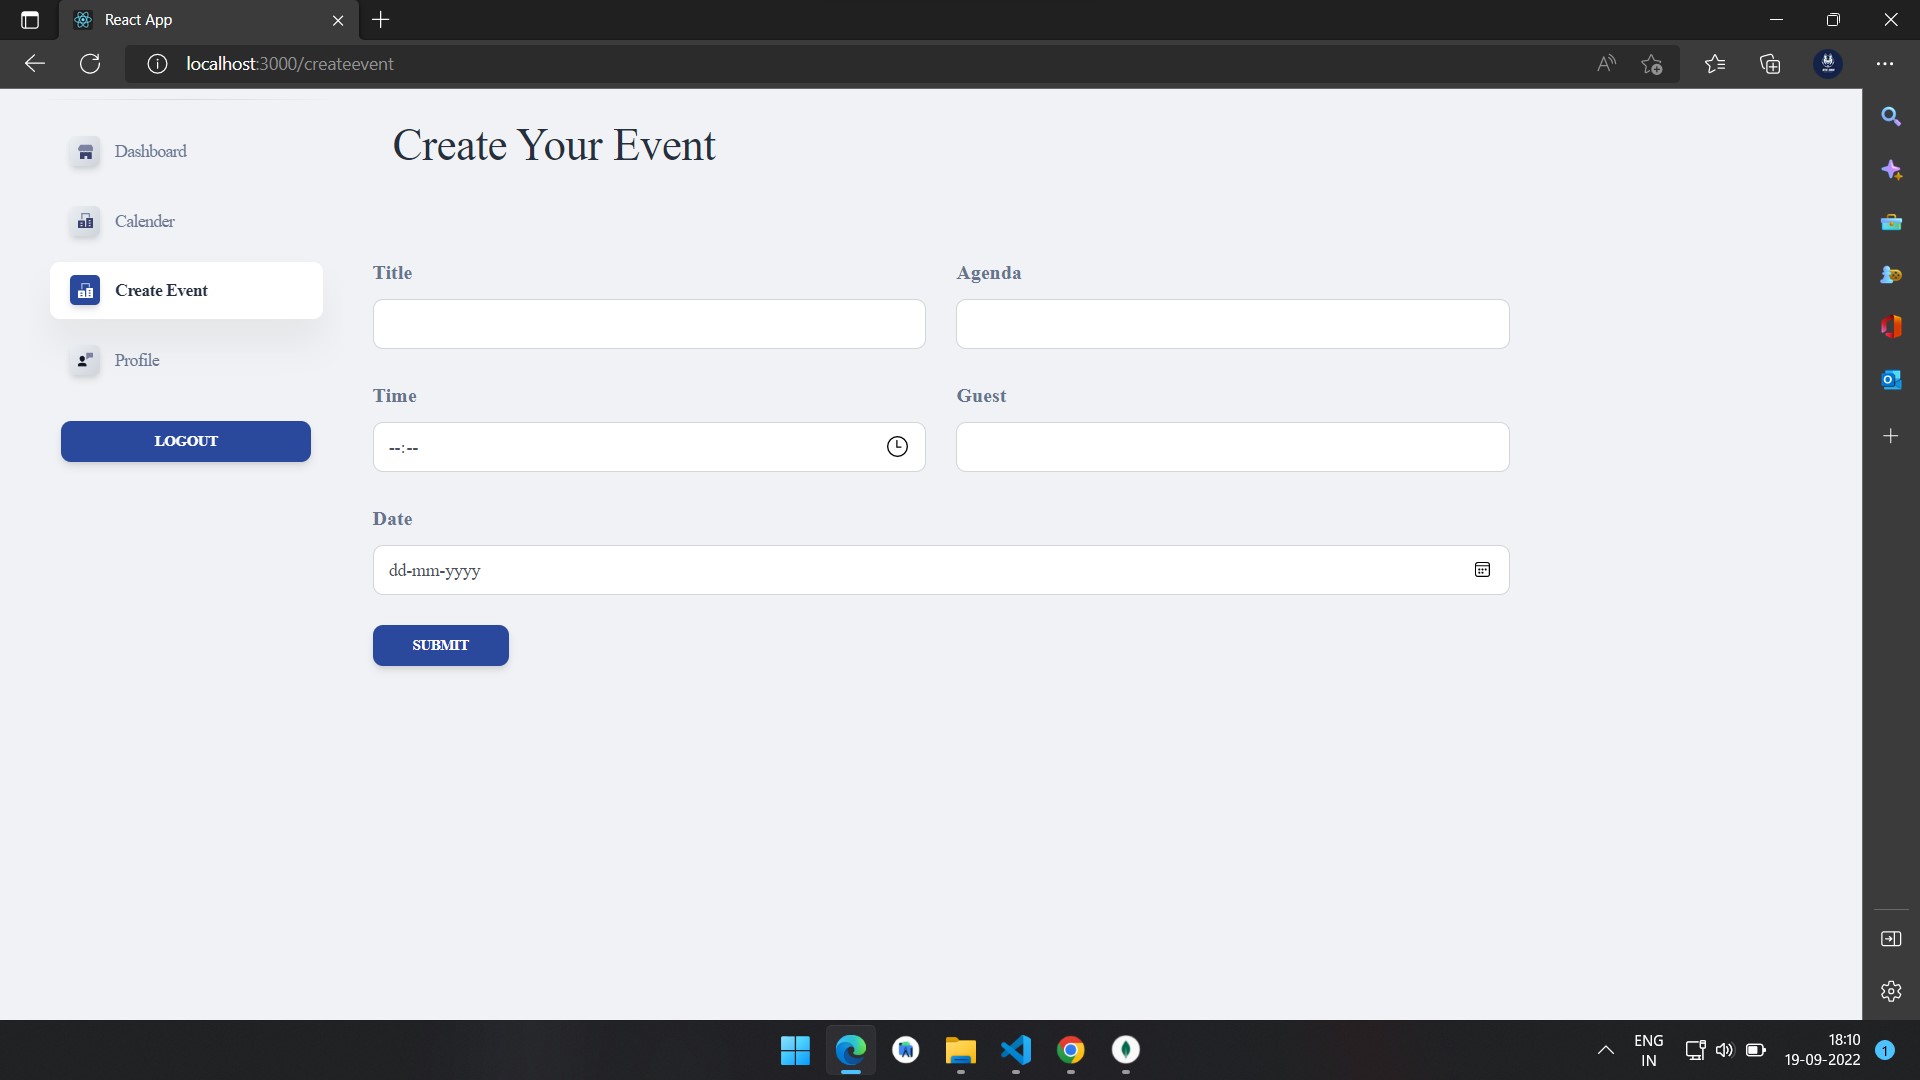 React App
localhost:3000/createevent
Dashboard
Calender
Create Event
Profile
LOGOUT
Create Your Event
Title
Agenda
Time
Guest
--:--
Date
dd-mm-yyyy
SUBMIT
ENG
IN
18:10
19-09-2022
1